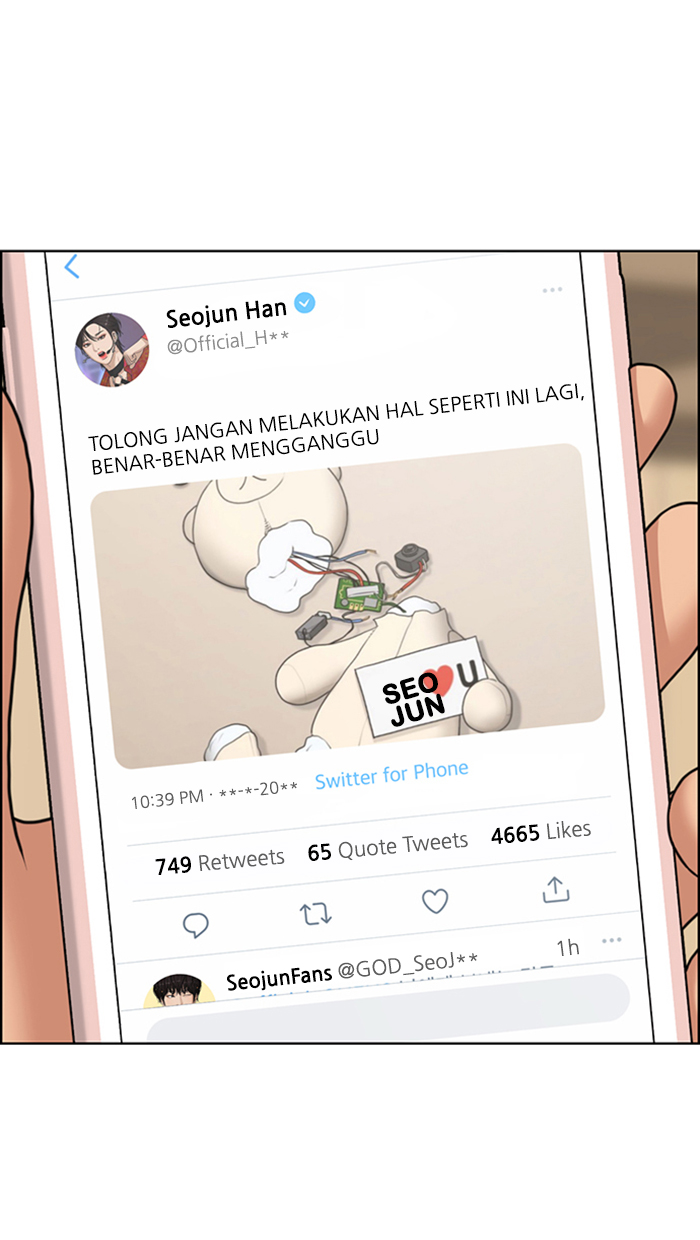 Seojun Han
@Official_H**
TOLONG JANGAN MELAKUKAN HAL SEPERTI INI LAGI,
BENAR-BENAR MENGGANGGU
SEO U
JUN
10:39 PM · **-*-20** Switter for Phone
749 Retweets 65 Quote Tweets 4665 Likes
SeojunFans @GOD_SeoJ** 1h